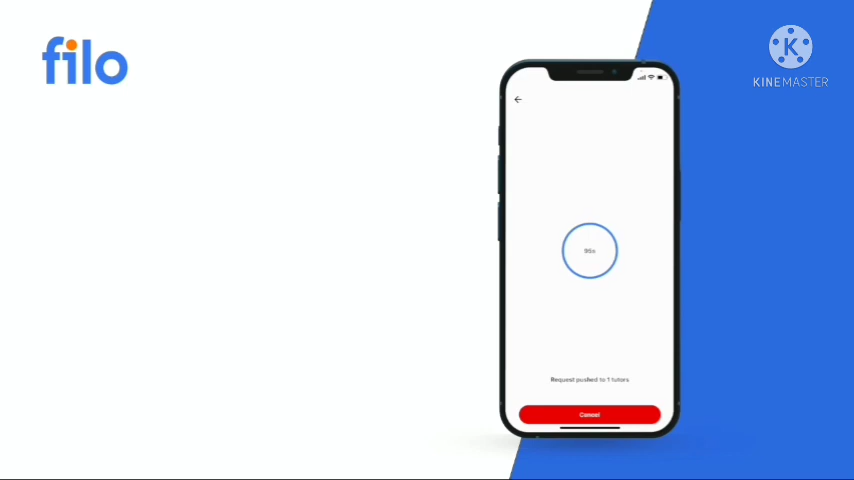 filo
K
KINEMASTER
95s
Request pushed to 1 tutors
Cancel